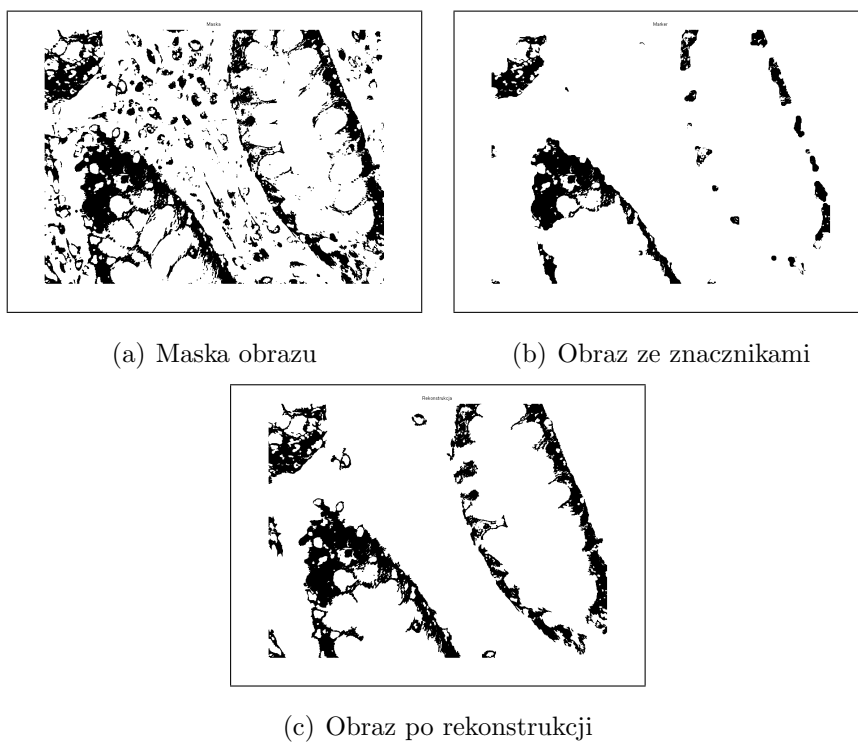 Maska
Marker
(a) Maska obrazu
(b) Obraz ze znacznikami
Rekonstrukcja
(c) Obraz po rekonstrukcji